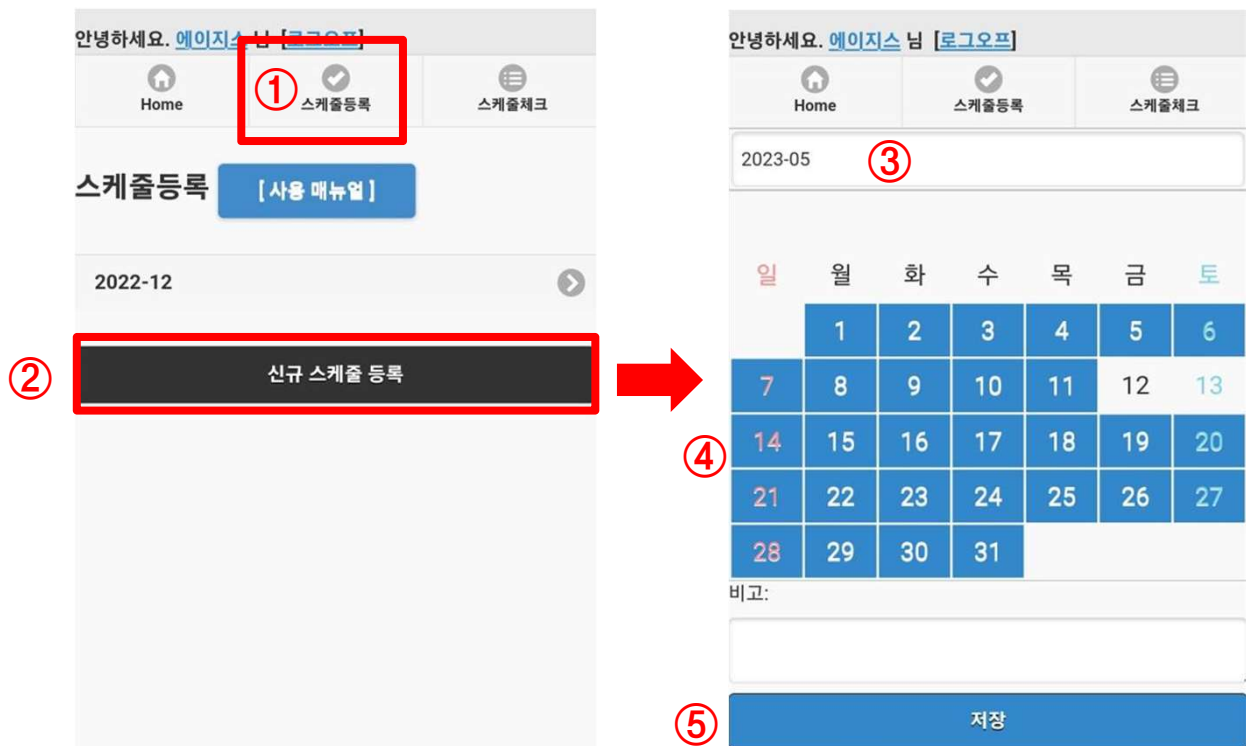 안녕하세요. 에이지스 님 [로그오프]
Home
① 스케줄등록
스케줄체크
스케줄등록 [ 사용 매뉴얼 ]
2022-12
② 신규 스케줄 등록
안녕하세요. 에이지스 님 [로그오프]
Home 스케줄등록 스케줄체크
2023-05 ③
일 월 화 수 목 금 토
1 2 3 4 5 6
7 8 9 10 11 12 13
④ 14 15 16 17 18 19 20
21 22 23 24 25 26 27
28 29 30 31
비고:
⑤ 저장